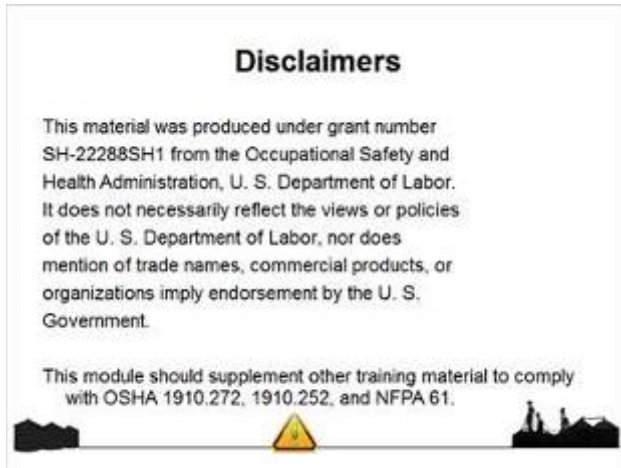 Disclaimers
This material was produced under grant number
SH-22288SH1 from the Occupational Safety and
Health Administration, U. S. Department of Labor.
It does not necessarily reflect the views or policies
of the U. S. Department of Labor, nor does
mention of trade names, commercial products, or
organizations imply endorsement by the U. S.
Government.
This module should supplement other training material to comply
with OSHA 1910.272, 1910.252, and NFPA 61.